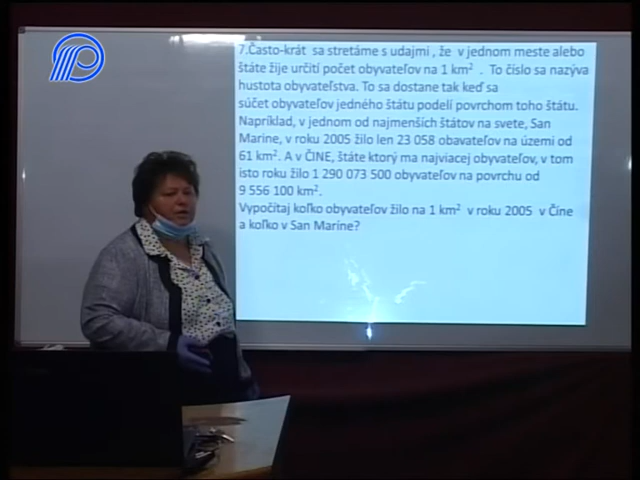 7.Často-krát sa stretáme s udajmi , že v jednom meste alebo
štáte žije určití počet obyvateľov na 1 km² . To číslo sa nazýva
hustota obyvateľstva. To sa dostane tak keď sa
súčet obyvateľov jedného štátu podelí povrchom toho štátu.
Napríklad, v jednom od najmenších štátov na svete, San
Marine, v roku 2005 žilo len 23 058 obavateľov na území od
61 km². A v ČINE, štáte ktorý ma najviacej obyvateľov, v tom
isto roku žilo 1 290 073 500 obyvateľov na povrchu od
9 556 100 km².
Vypočítaj koľko obyvateľov žilo na 1 km² v roku 2005 v Číne
a koľko v San Marine?